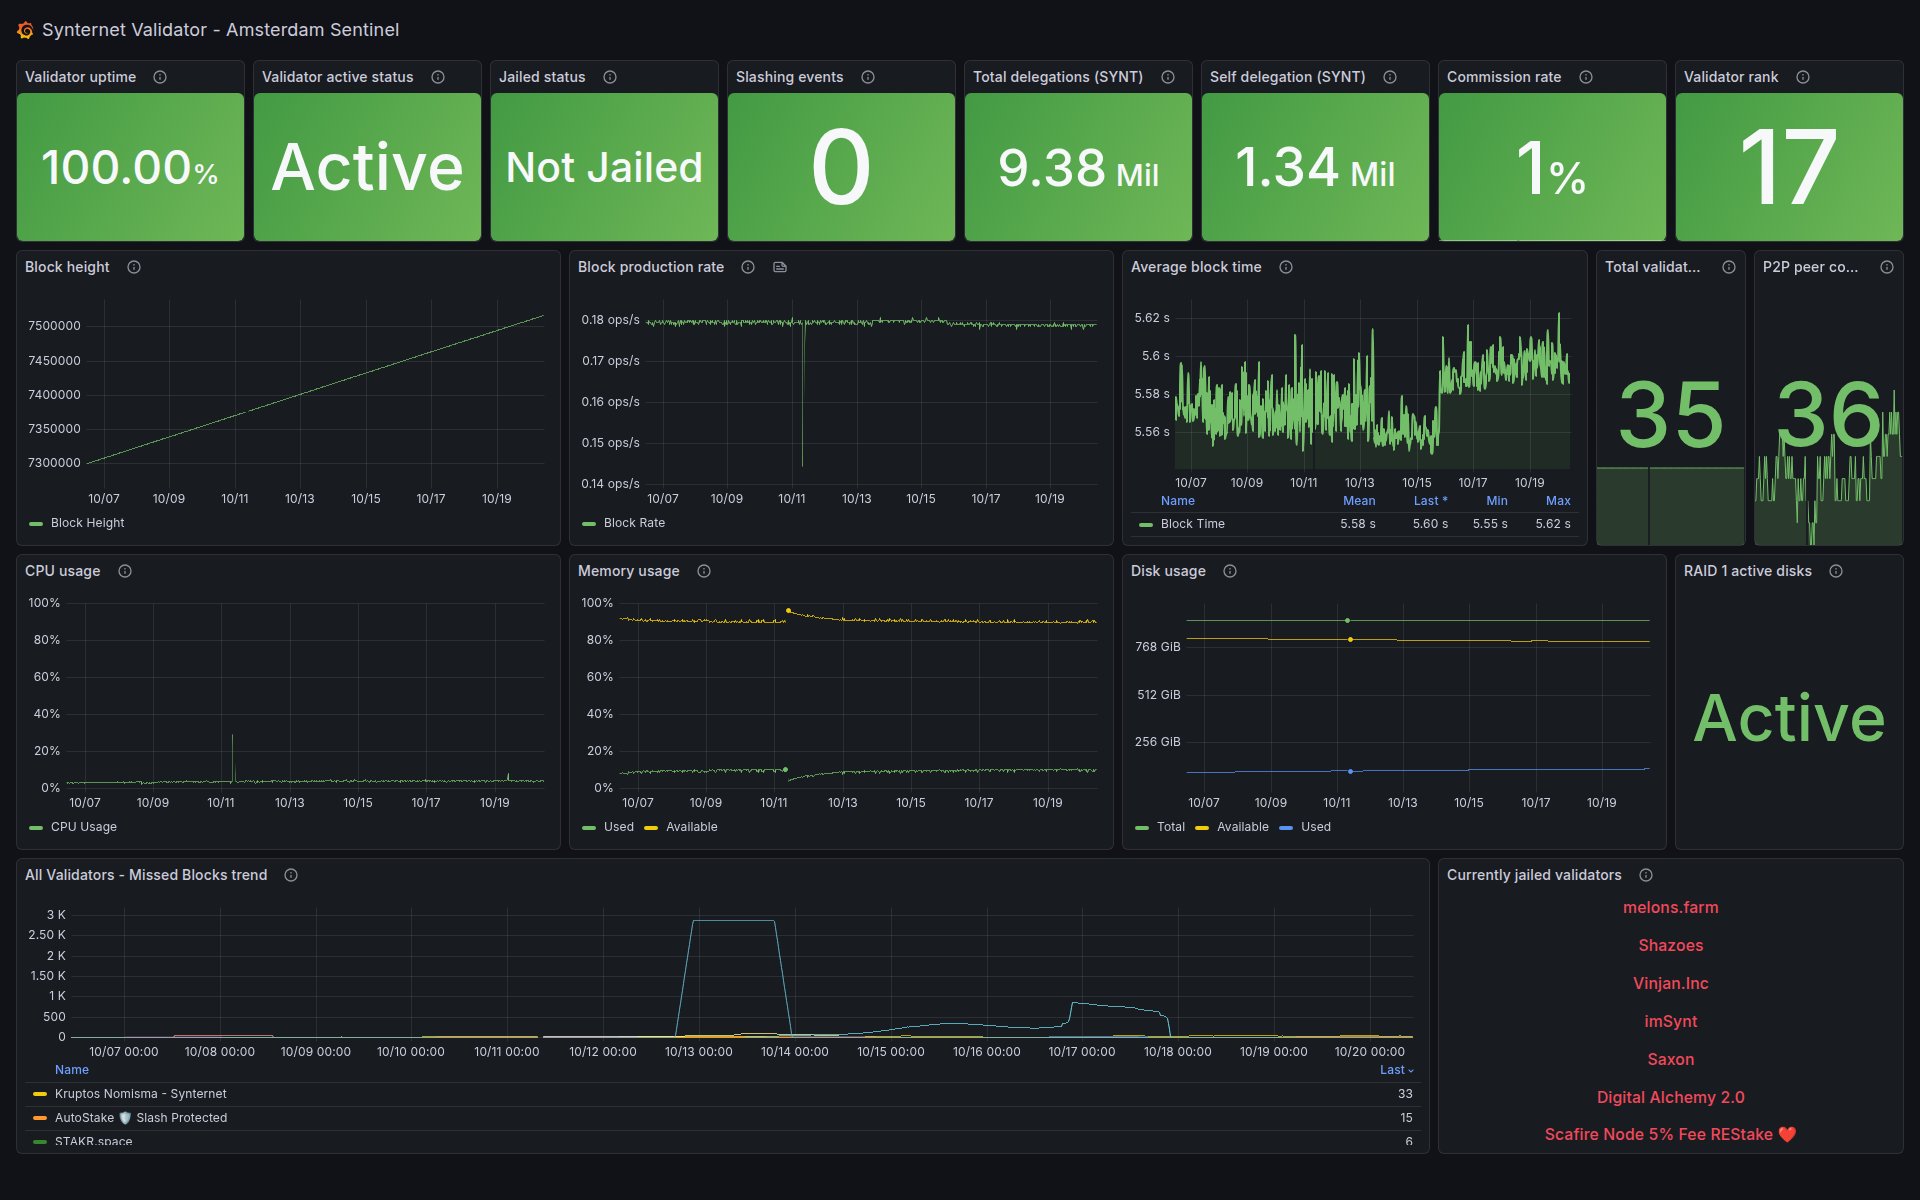 Synternet Validator - Amsterdam Sentinel
Validator uptime
Validator active status
Jailed status
Slashing events
Total delegations (SYNT)
Self delegation (SYNT)
Commission rate
Validator rank
100.00%
Active
Not Jailed
0
9.38 Mil
1.34 Mil
1%
17
Block height
7500000
7450000
7400000
7350000
7300000
10/07 10/09 10/11 10/13 10/15 10/17 10/19
Block Height
Block production rate
0.18 ops/s
0.17 ops/s
0.16 ops/s
0.15 ops/s
0.14 ops/s
10/07 10/09 10/11 10/13 10/15 10/17 10/19
Block Rate
Average block time
5.62 s
5.6 s
5.58 s
5.56 s
10/07 10/09 10/11 10/13 10/15 10/17 10/19
Name Mean Last * Min Max
Block Time 5.58 s 5.60 s 5.55 s 5.62 s
Total validat...
35
P2P peer co...
36
CPU usage
100%
80%
60%
40%
20%
0%
10/07 10/09 10/11 10/13 10/15 10/17 10/19
CPU Usage
Memory usage
100%
80%
60%
40%
20%
0%
10/07 10/09 10/11 10/13 10/15 10/17 10/19
Used Available
Disk usage
768 GiB
512 GiB
256 GiB
10/07 10/09 10/11 10/13 10/15 10/17 10/19
Total Available Used
RAID 1 active disks
Active
All Validators - Missed Blocks trend
3 K
2.50 K
2 K
1.50 K
1 K
500
0
10/07 00:00 10/08 00:00 10/09 00:00 10/10 00:00 10/11 00:00 10/12 00:00 10/13 00:00 10/14 00:00 10/15 00:00 10/16 00:00 10/17 00:00 10/18 00:00 10/19 00:00 10/20 00:00
Name Last
Kruptos Nomisma - Synternet 33
AutoStake 🛡️ Slash Protected 15
STAKR.space 6
Currently jailed validators
melons.farm
Shazoes
Vinjan.Inc
imSynt
Saxon
Digital Alchemy 2.0
Scafire Node 5% Fee REStake ❤️